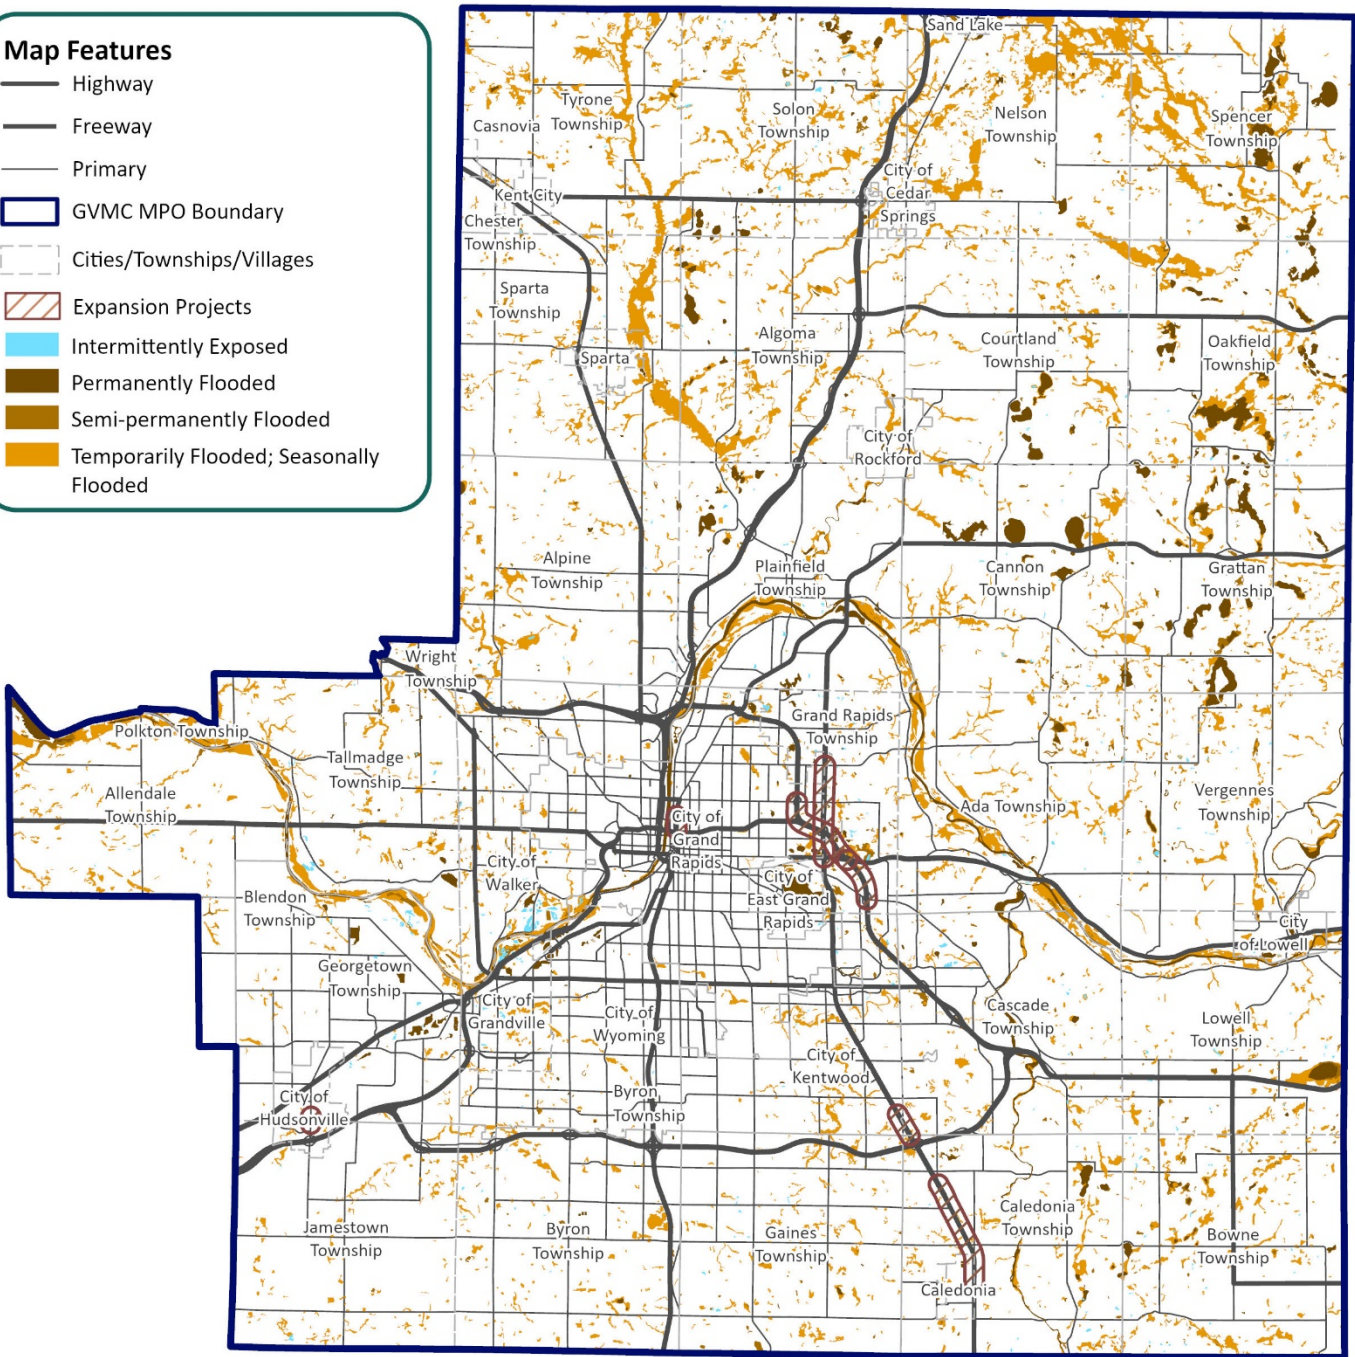 Map Features
Highway
Freeway
Primary
GVMC MPO Boundary
Cities/Townships/Villages
Expansion Projects
Intermittently Exposed
Permanently Flooded
Semi-permanently Flooded
Temporarily Flooded; Seasonally
Flooded
Sand Lake
Tyrone
Township
Casnovia
Solon
Township
Nelson
Township
Spencer
Township
City of
Cedar
Springs
Kent City
Chester
Township
Sparta
Township
Sparta
Algoma
Township
Courtland
Township
Oakfield
Township
City of
Rockford
Alpine
Township
Plainfield
Township
Cannon
Township
Grattan
Township
Wright
Township
Polkton Township
Tallmadge
Township
Allendale
Township
Grand Rapids
Township
City of
Grand
Rapids
Ada Township
Vergennes
Township
City of
Walker
City of
East Grand
Rapids
Blendon
Township
City
of Lowell
Georgetown
Township
City of
Grandville
City of
Wyoming
Cascade
Township
Lowell
Township
City of
Kentwood
City of
Hudsonville
Byron
Township
Jamestown
Township
Byron
Township
Gaines
Township
Caledonia
Township
Bowne
Township
Caledonia